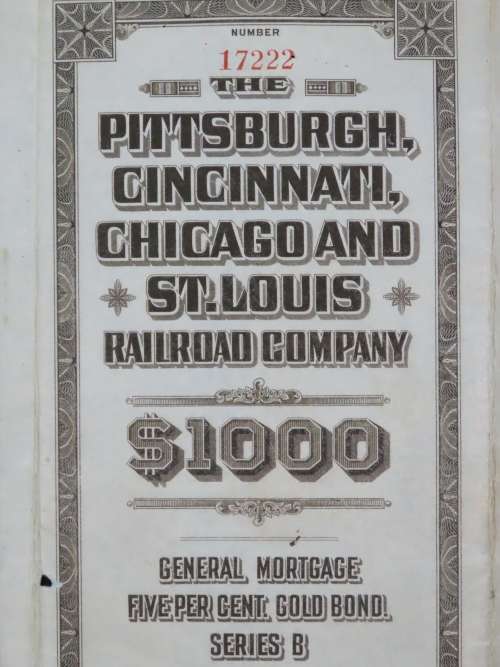 NUMBER
17222
THE
PITTSBURGH,
CINCINNATI,
CHICAGO AND
ST. LOUIS
RAILROAD COMPANY
$1000
GENERAL MORTGAGE
FIVE PER CENT. GOLD BOND.
SERIES B